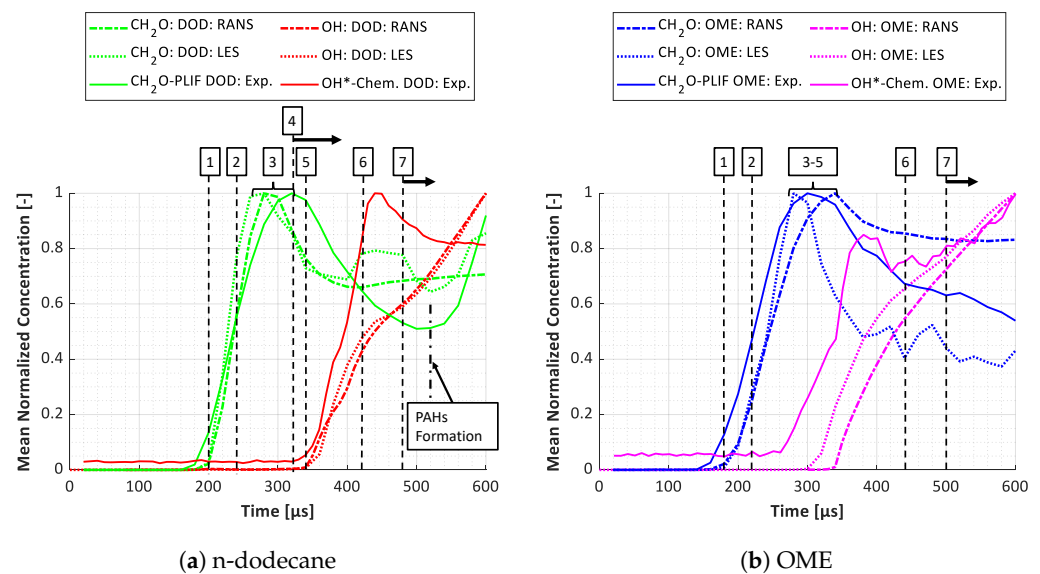 CH2O: DOD: RANS
OH: DOD: RANS
CH2O: DOD: LES
OH: DOD: LES
CH2O-PLIF DOD: Exp.
OH*-Chem. DOD: Exp.
4
1
2
3
5
6
7
1
0.8
0.6
0.4
0.2
0
Mean Normalized Concentration [-]
PAHs
Formation
0
100
200
300
400
500
600
Time [µs]
(a) n-dodecane
CH2O: OME: RANS
OH: OME: RANS
CH2O: OME: LES
OH: OME: LES
CH2O-PLIF OME: Exp.
OH*-Chem. OME: Exp.
1
2
3-5
6
7
1
0.8
0.6
0.4
0.2
0
Mean Normalized Concentration [-]
0
100
200
300
400
500
600
Time [µs]
(b) OME